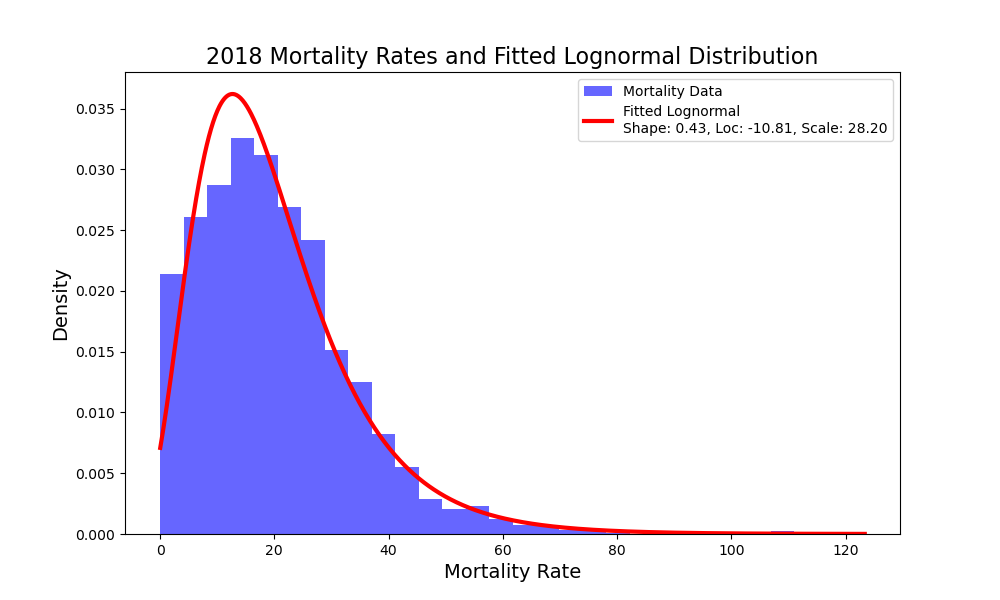 2018 Mortality Rates and Fitted Lognormal Distribution
Mortality Data
Fitted Lognormal
Shape: 0.43, Loc: -10.81, Scale: 28.20
Density
0.035
0.030
0.025
0.020
0.015
0.010
0.005
0.000
0 20 40 60 80 100 120
Mortality Rate